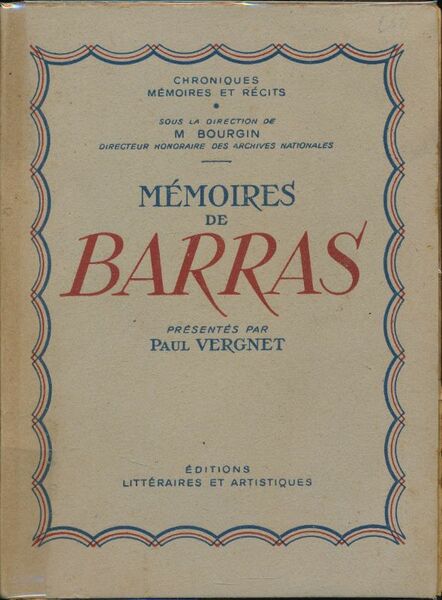 CHRONIQUES
MÉMOIRES ET RÉCITS
SOUS LA DIRECTION DE
M BOURGIN
DIRECTEUR HONORAIRE DES ARCHIVES NATIONALES
MÉMOIRES
DE
BARRAS
PRÉSENTÉS PAR
PAUL VERGNET
ÉDITIONS
LITTÉRAIRES ET ARTISTIQUES